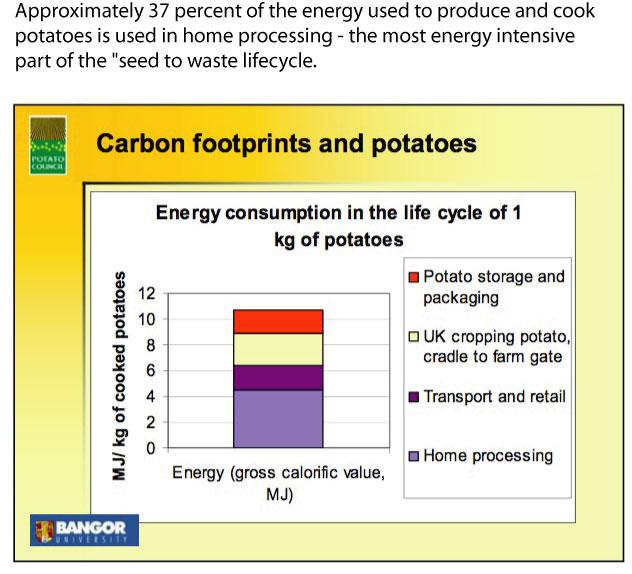 Approximately 37 percent of the energy used to produce and cook
potatoes is used in home processing - the most energy intensive
part of the "seed to waste lifecycle.
POTATO
COUNCIL
Carbon footprints and potatoes
Energy consumption in the life cycle of 1
kg of potatoes
MJ/ kg of cooked potatoes
12
10
8
6
4
2
0
Energy (gross calorific value,
MJ)
Potato storage and
packaging
UK cropping potato,
cradle to farm gate
Transport and retail
Home processing
BANGOR
UNIVERSITY